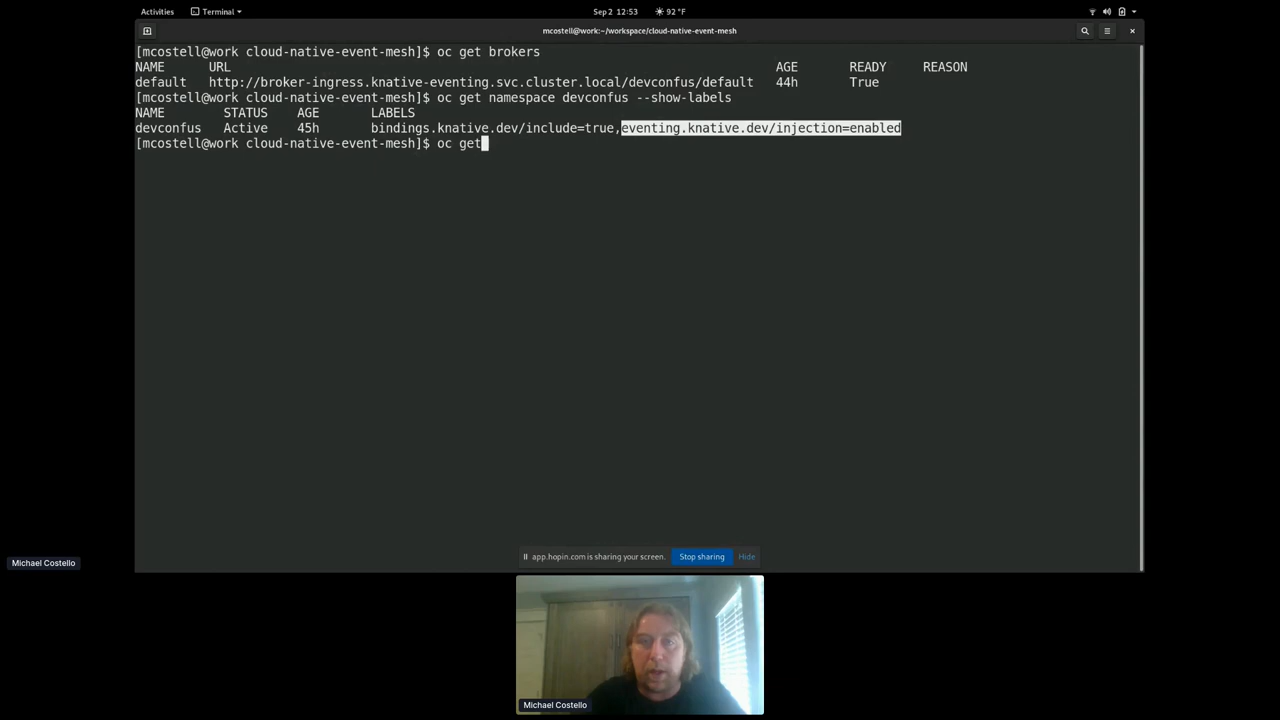 Activities Terminal Sep 2 12:53 92 °F
mcostell@work:~/workspace/cloud-native-event-mesh
[mcostell@work cloud-native-event-mesh]$ oc get brokers
NAME URL AGE READY REASON
default http://broker-ingress.knative-eventing.svc.cluster.local/devconfus/default 44h True
[mcostell@work cloud-native-event-mesh]$ oc get namespace devconfus --show-labels
NAME STATUS AGE LABELS
devconfus Active 45h bindings.knative.dev/include=true,eventing.knative.dev/injection=enabled
[mcostell@work cloud-native-event-mesh]$ oc get
app.hopin.com is sharing your screen. Stop sharing Hide
Michael Costello
Michael Costello